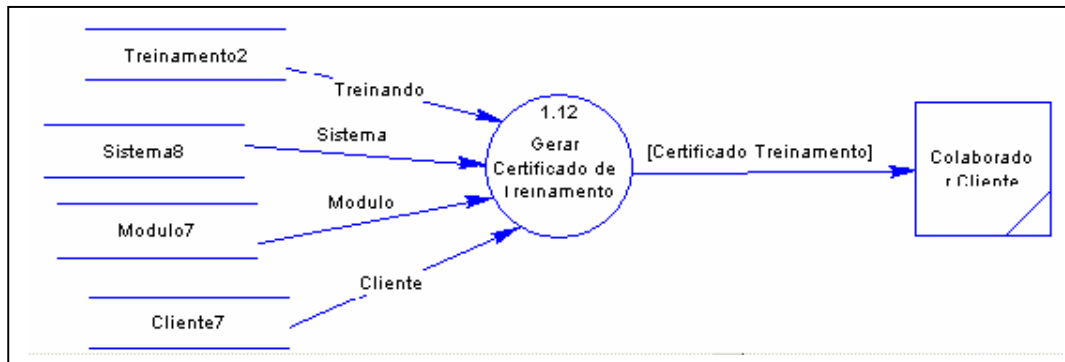 Treinamento2
Treinando
Sistema8
Sistema
Modulo7
Modulo
Cliente7
Cliente
1.12
Gerar
Certificado de
Treinamento
[Certificado Treinamento]
Colaborado
r Cliente